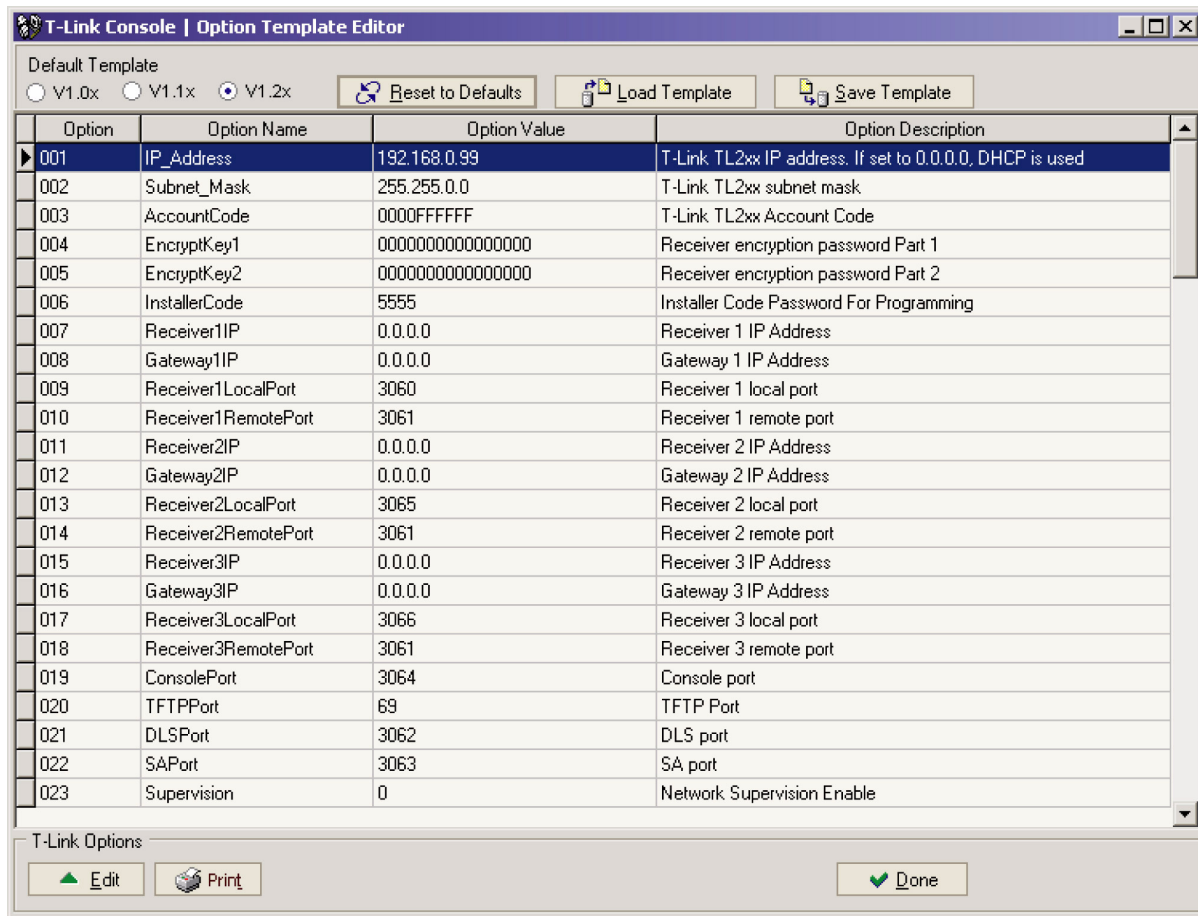 T-Link Console | Option Template Editor
Default Template
V1.0x V1.1x V1.2x Reset to Defaults Load Template Save Template
Option Option Name Option Value Option Description
001 IP_Address 192.168.0.99 T-Link TL2xx IP address. If set to 0.0.0.0, DHCP is used
002 Subnet_Mask 255.255.0.0 T-Link TL2xx subnet mask
003 AccountCode 0000FFFFFF T-Link TL2xx Account Code
004 EncryptKey1 0000000000000000 Receiver encryption password Part 1
005 EncryptKey2 0000000000000000 Receiver encryption password Part 2
006 InstallerCode 5555 Installer Code Password For Programming
007 Receiver1IP 0.0.0.0 Receiver 1 IP Address
008 Gateway1IP 0.0.0.0 Gateway 1 IP Address
009 Receiver1LocalPort 3060 Receiver 1 local port
010 Receiver1RemotePort 3061 Receiver 1 remote port
011 Receiver2IP 0.0.0.0 Receiver 2 IP Address
012 Gateway2IP 0.0.0.0 Gateway 2 IP Address
013 Receiver2LocalPort 3065 Receiver 2 local port
014 Receiver2RemotePort 3061 Receiver 2 remote port
015 Receiver3IP 0.0.0.0 Receiver 3 IP Address
016 Gateway3IP 0.0.0.0 Gateway 3 IP Address
017 Receiver3LocalPort 3066 Receiver 3 local port
018 Receiver3RemotePort 3061 Receiver 3 remote port
019 ConsolePort 3064 Console port
020 TFTPPort 69 TFTP Port
021 DLSPort 3062 DLS port
022 SAPort 3063 SA port
023 Supervision 0 Network Supervision Enable
T-Link Options
Edit Print Done